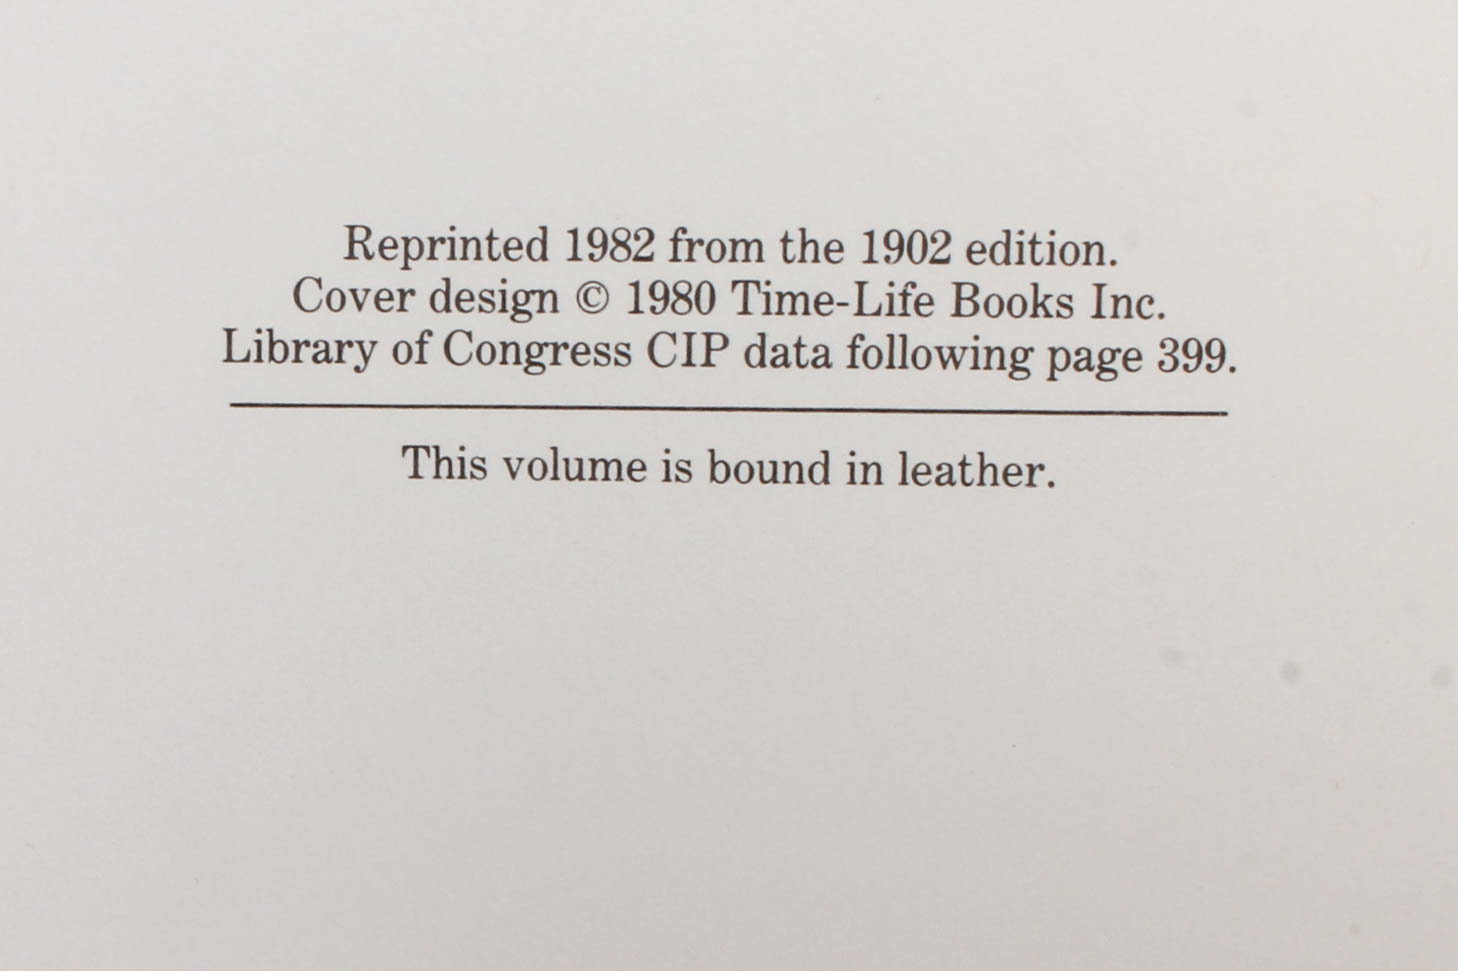 Reprinted 1982 from the 1902 edition.
Cover design © 1980 Time-Life Books Inc.
Library of Congress CIP data following page 399.
This volume is bound in leather.